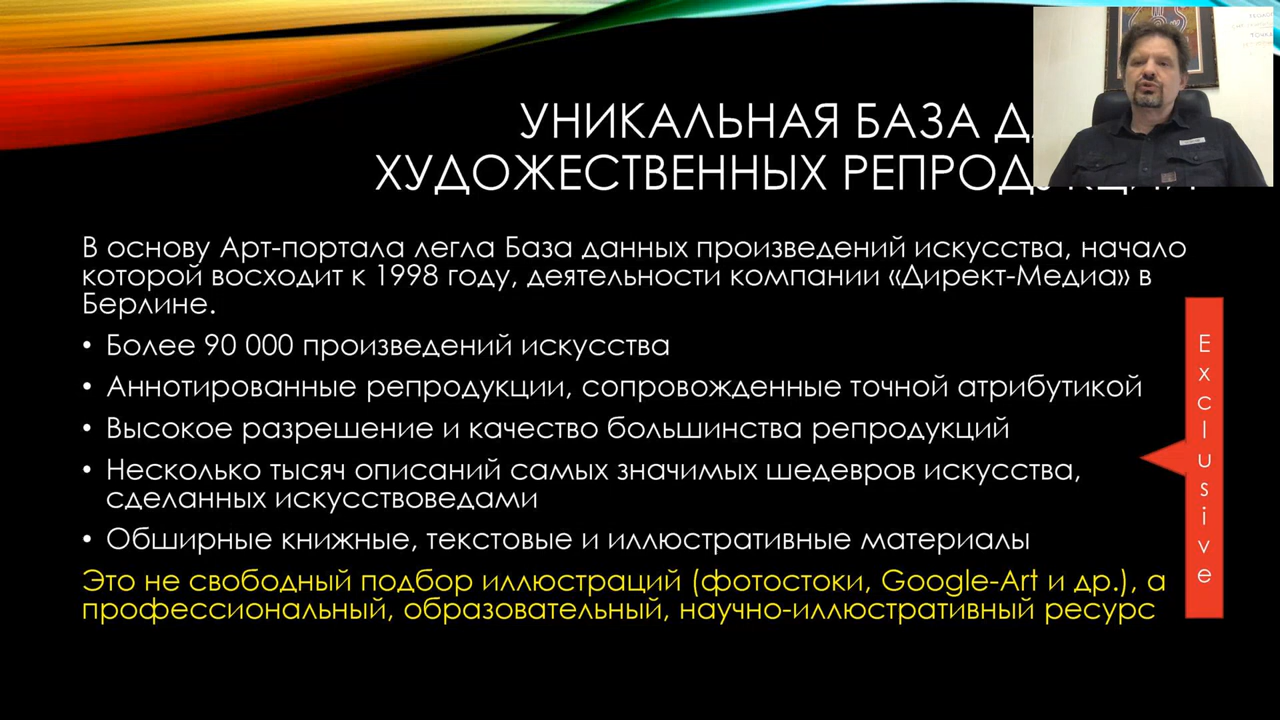 УНИКАЛЬНАЯ БАЗА
ХУДОЖЕСТВЕННЫХ
В основу Арт-портала легла База данных произведений искусства, начало
которой восходит к 1998 году, деятельности компании «Директ-Медиа» в
Берлине.
• Более 90 000 произведений искусства
• Аннотированные репродукции, сопровожденные точной атрибутикой
• Высокое разрешение и качество большинства репродукций
• Несколько тысяч описаний самых значимых шедевров искусства,
сделанных искусствоведами
• Обширные книжные, текстовые и иллюстративные материалы
Это не свободный подбор иллюстраций (фотостоки, Google-Art и др.), а
профессиональный, образовательный, научно-иллюстративный ресурс
Exclusive